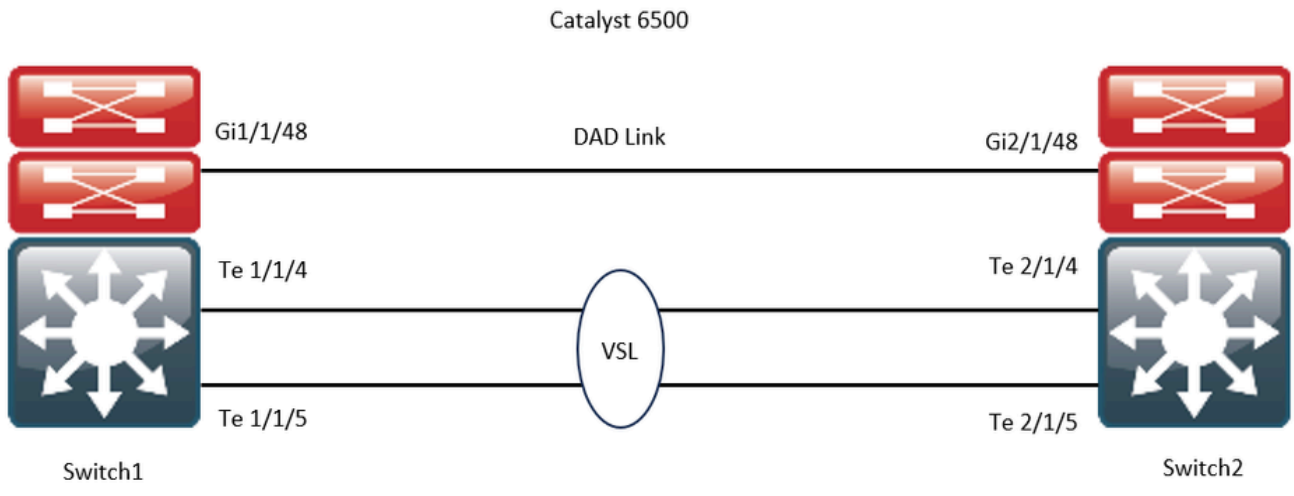 Catalyst 6500
Gi1/1/48
DAD Link
Gi2/1/48
Te 1/1/4
Te 2/1/4
VSL
Te 1/1/5
Te 2/1/5
Switch1
Switch2